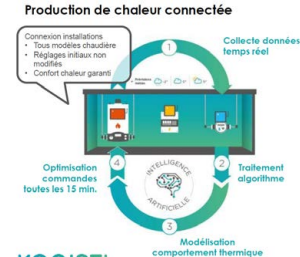 Production de chaleur connectée
Connexion installations
• Tous modèles chaudière
• Réglages initiaux non
modifiés
• Confort chaleur garanti
1
Collecte données
temps réel
4
Optimisation
commandes
toutes les 15 min.
INTELLIGENCE
ARTIFICIELLE
2
Traitement
algorithme
3
Modélisation
comportement thermique